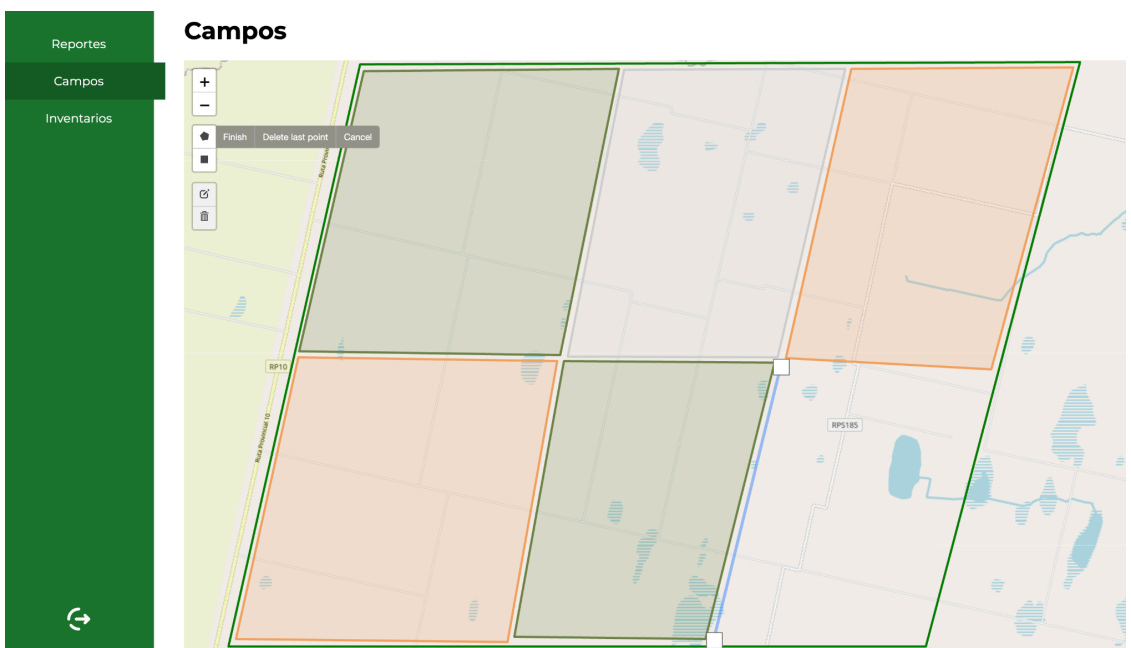 Campos
Reportes
Campos
Inventarios
+
−
Finish Delete last point Cancel
RP10
Ruta Provincial 10
RPS185